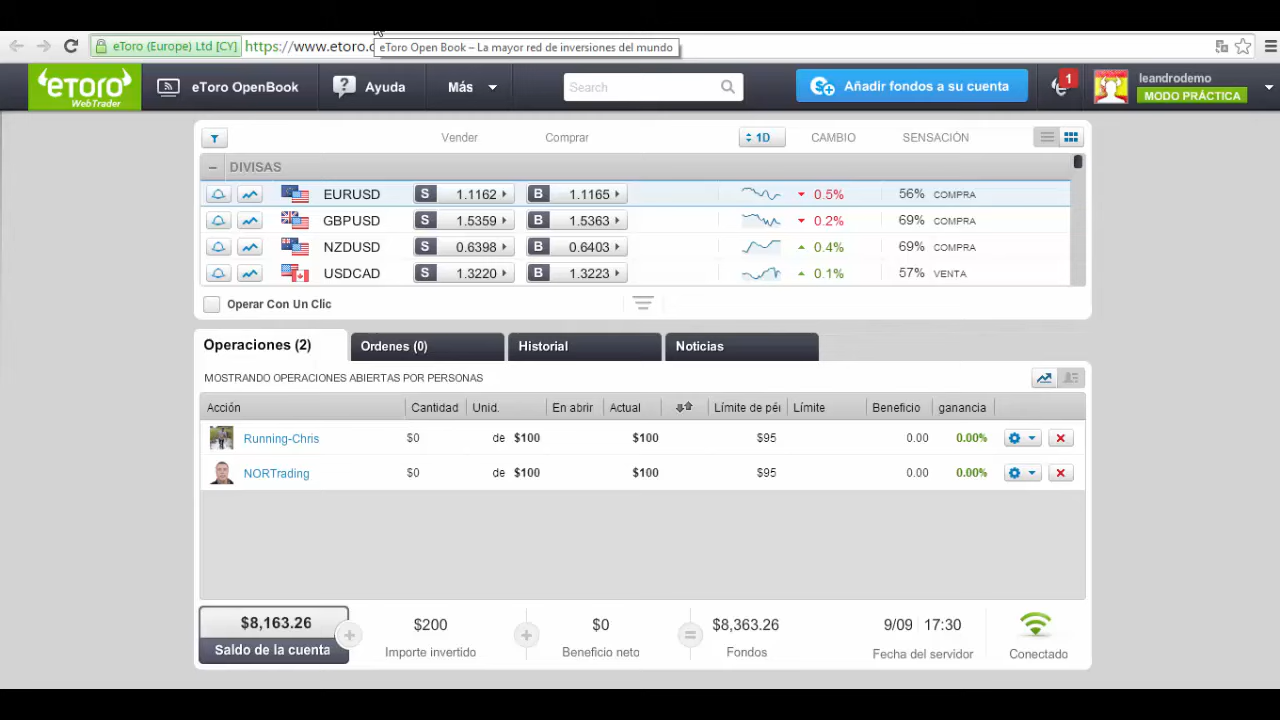 eToro (Europe) Ltd [CY] https://www.etoro.c
eToro Open Book – La mayor red de inversiones del mundo
eToro WebTrader eToro OpenBook ? Ayuda Más Search Añadir fondos a su cuenta 1 leandrodemo
MODO PRÁCTICA
Vender Comprar 1D CAMBIO SENSACIÓN
DIVISAS
EURUSD S 1.1162 B 1.1165 0.5% 56% COMPRA
GBPUSD S 1.5359 B 1.5363 0.2% 69% COMPRA
NZDUSD S 0.6398 B 0.6403 0.4% 69% COMPRA
USDCAD S 1.3220 B 1.3223 0.1% 57% VENTA
Operar Con Un Clic
Operaciones (2) Ordenes (0) Historial Noticias
MOSTRANDO OPERACIONES ABIERTAS POR PERSONAS
Acción Cantidad Unid. En abrir Actual Límite de pér Límite Beneficio ganancia
Running-Chris $0 de $100 $100 $95 0.00 0.00%
NORTrading $0 de $100 $100 $95 0.00 0.00%
$8,163.26 + $200 + $0 = $8,363.26 9/09 17:30
Saldo de la cuenta Importe invertido Beneficio neto Fondos Fecha del servidor Conectado